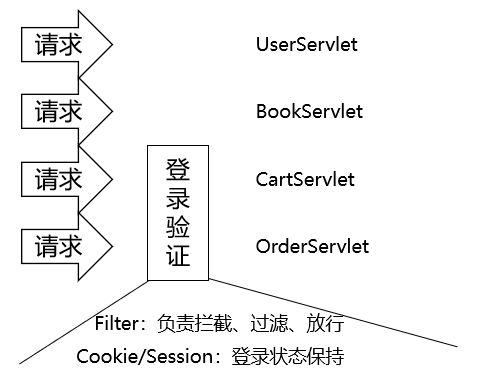 请求 UserServlet
请求 BookServlet
请求 CartServlet
请求 OrderServlet
登录验证
Filter：负责拦截、过滤、放行
Cookie/Session：登录状态保持